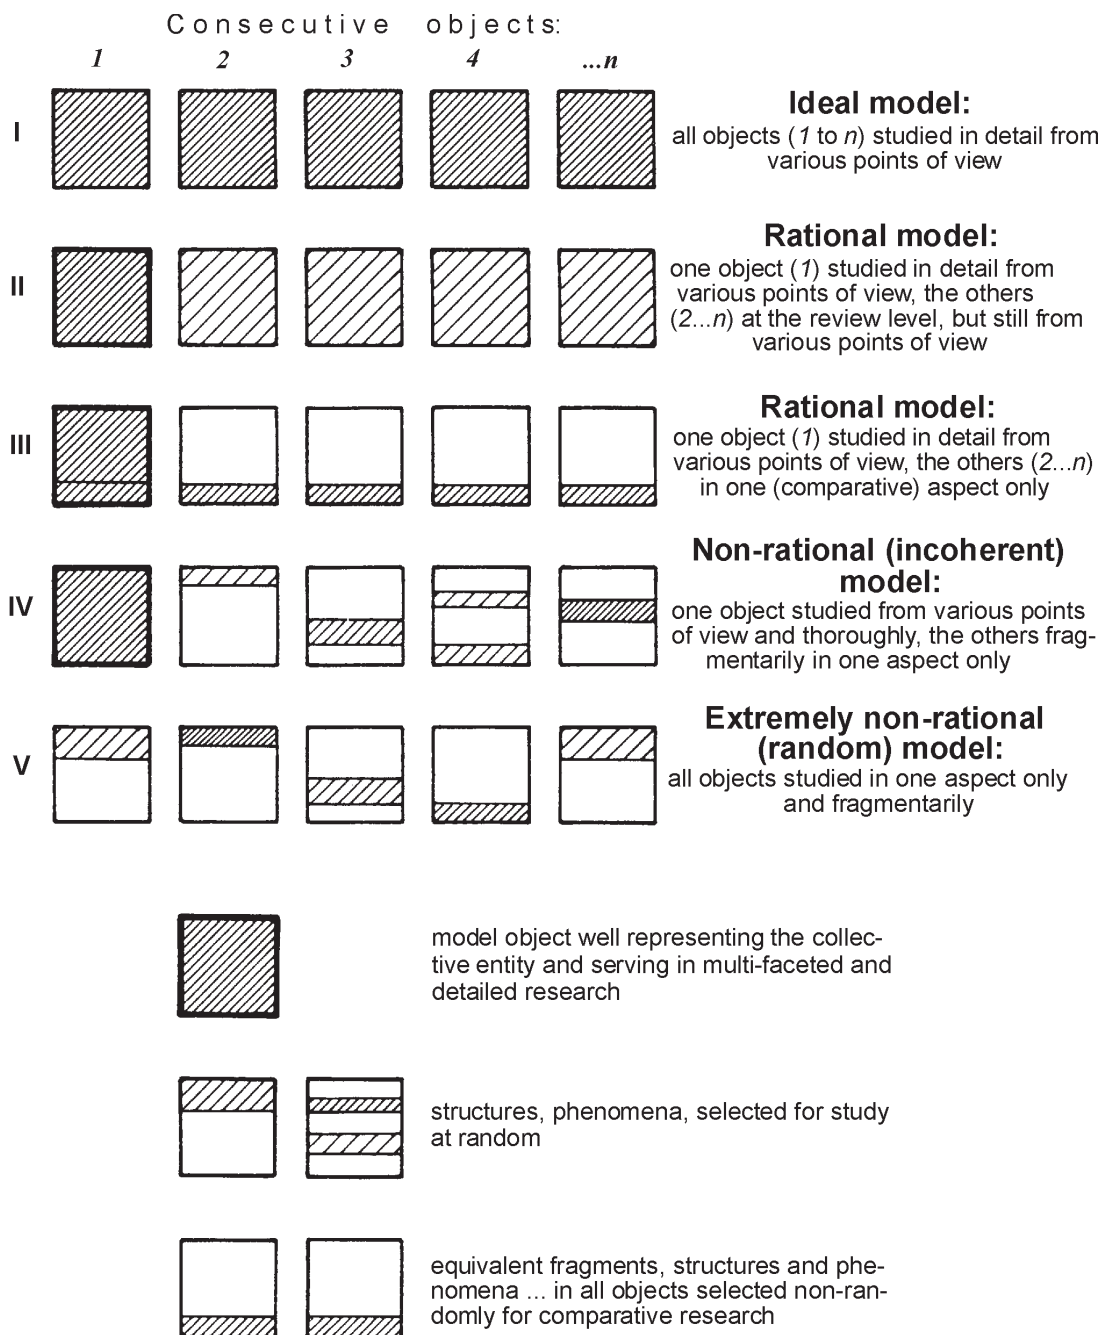 Consecutive objects:
1 2 3 4 ...n
I
Ideal model:
all objects (1 to n) studied in detail from
various points of view
II
Rational model:
one object (1) studied in detail from
various points of view, the others
(2...n) at the review level, but still from
various points of view
III
Rational model:
one object (1) studied in detail from
various points of view, the others (2...n)
in one (comparative) aspect only
IV
Non-rational (incoherent)
model:
one object studied from various points
of view and thoroughly, the others frag-
mentarily in one aspect only
V
Extremely non-rational
(random) model:
all objects studied in one aspect only
and fragmentarily
model object well representing the collec-
tive entity and serving in multi-faceted and
detailed research
structures, phenomena, selected for study
at random
equivalent fragments, structures and phe-
nomena ... in all objects selected non-ran-
domly for comparative research